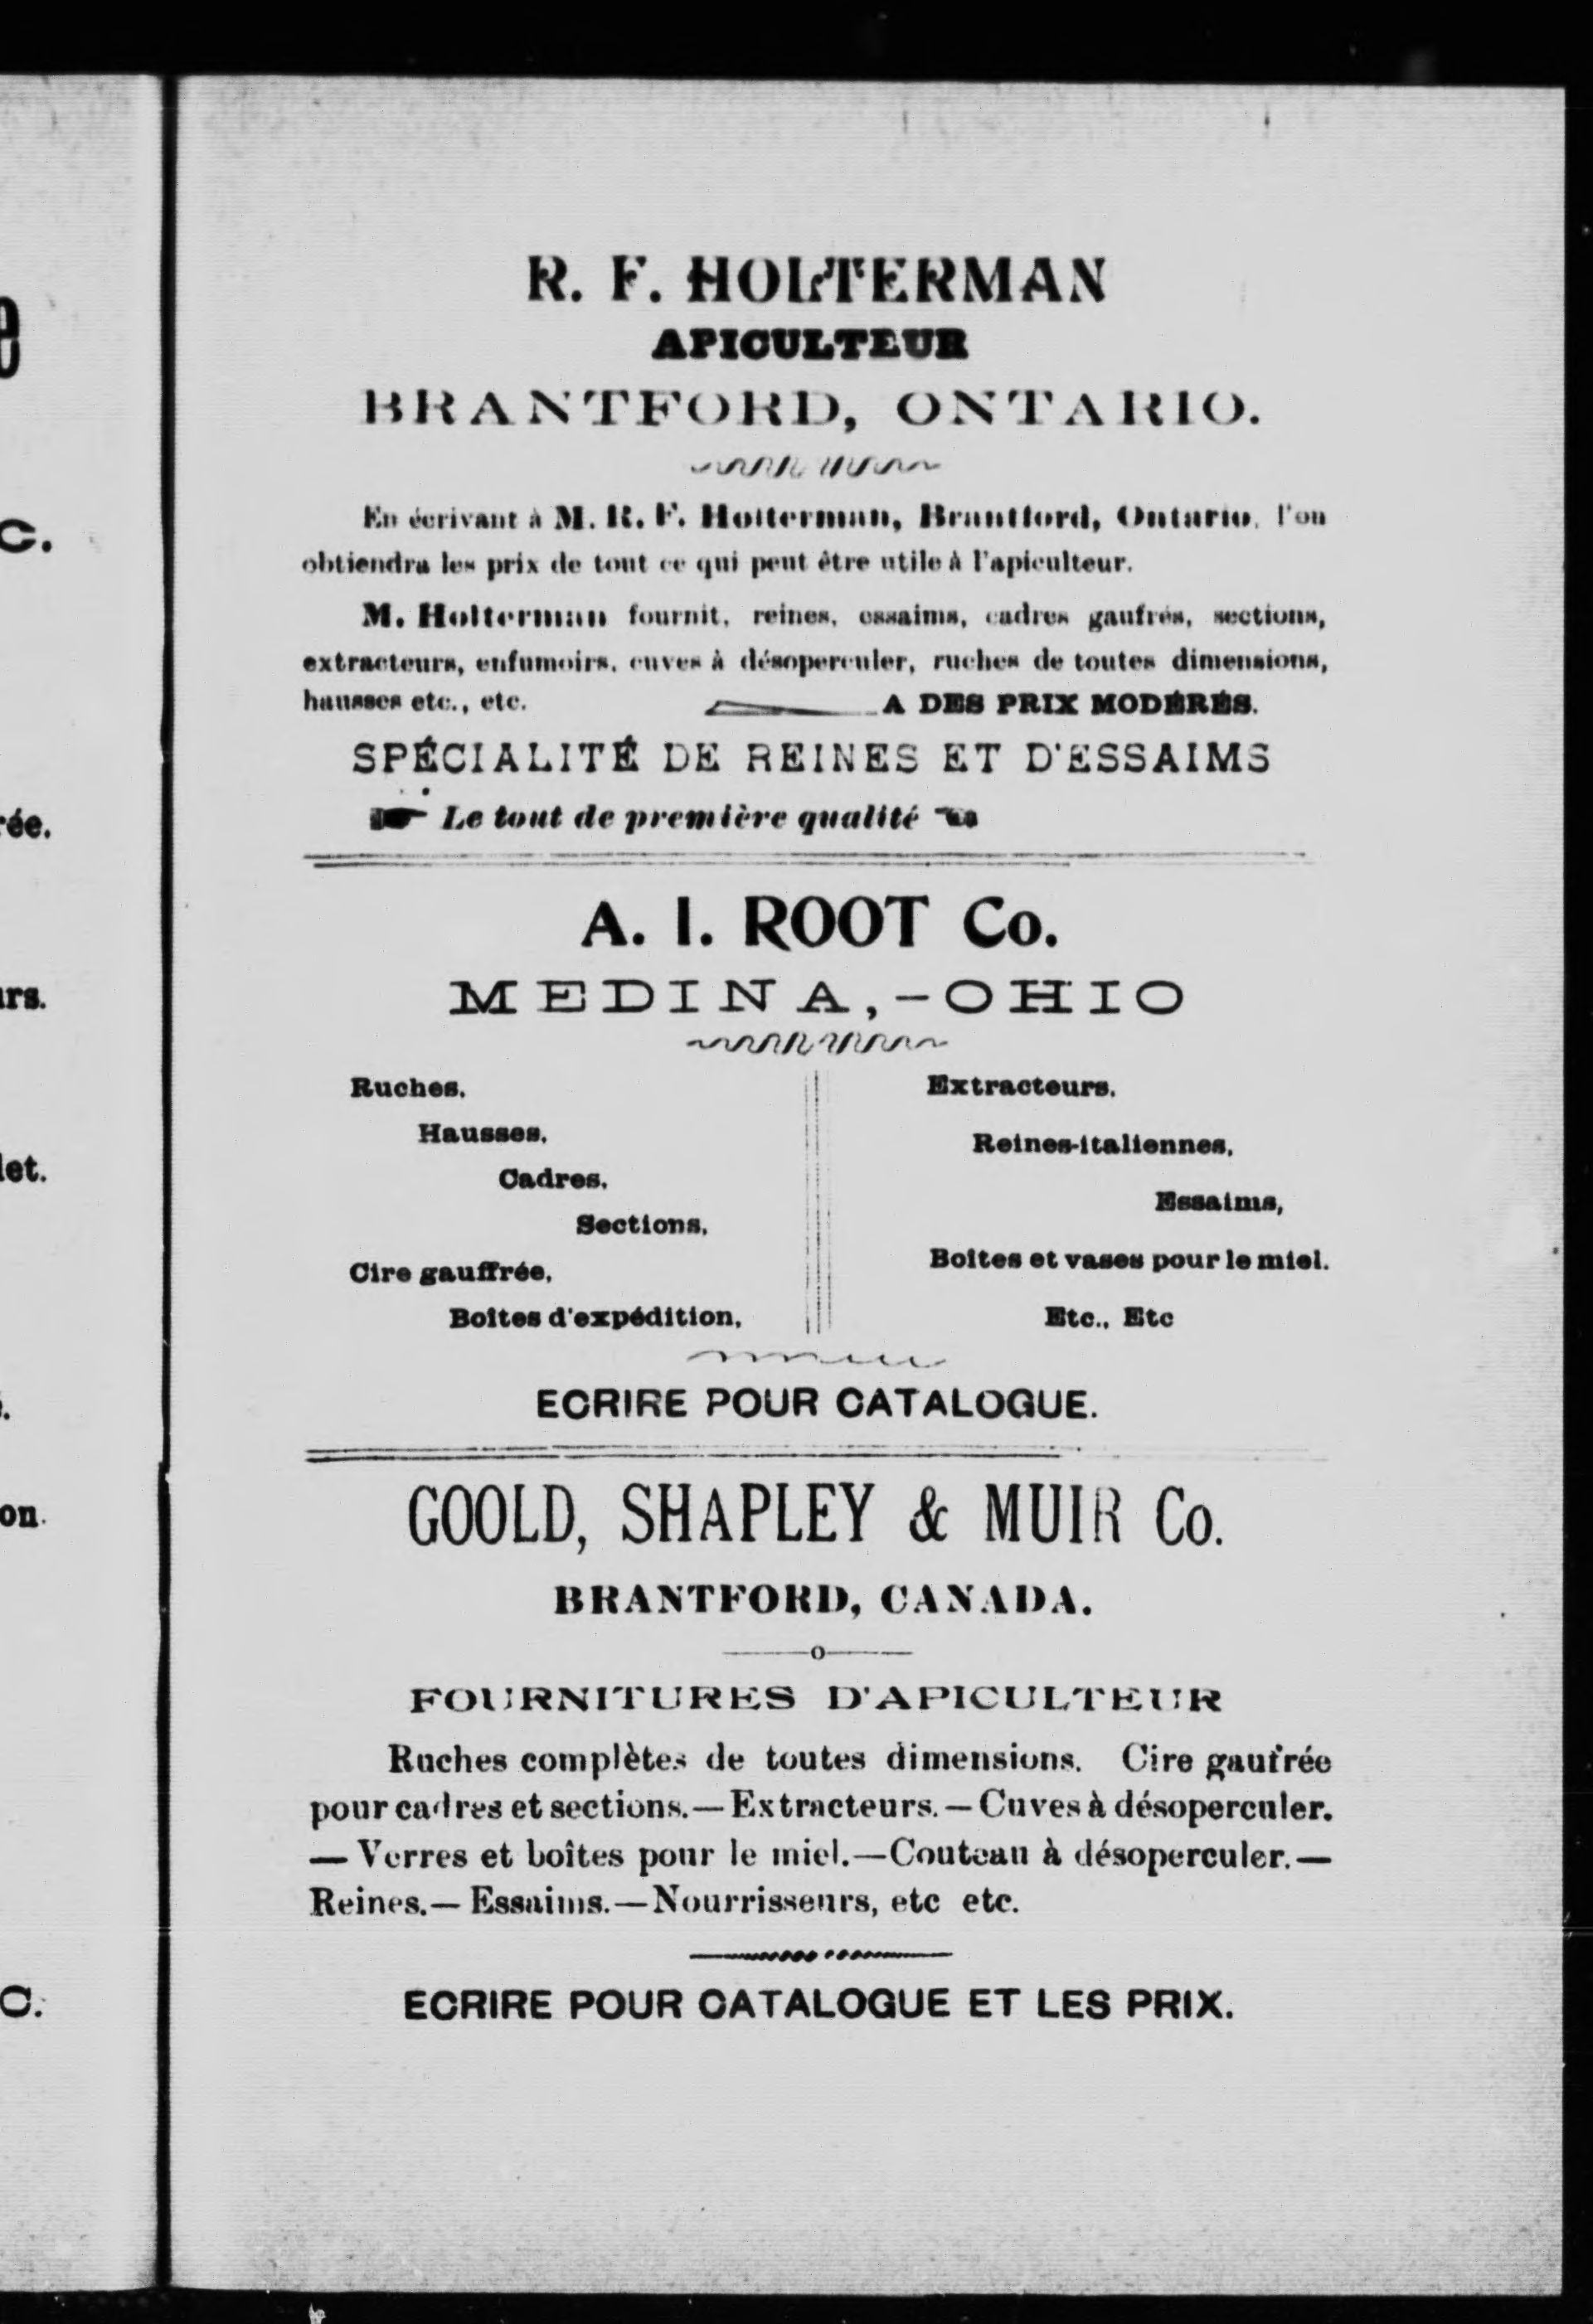 R. F. HOLTERMAN
APICULTEUR
BRANTFORD, ONTARIO.
En écrivant à M. R. F. Holterman, Brantford, Ontario, l'on
obtiendra les prix de tout ce qui peut être utile à l'apiculteur.
M. Holterman fournit, reines, essaims, cadres gaufrés, sections,
extracteurs, enfumoirs, cuves à désoperculer, ruches de toutes dimensions,
hausses etc., etc. A DES PRIX MODÉRÉS.
SPÉCIALITÉ DE REINES ET D'ESSAIMS
Le tout de première qualité
A. I. ROOT Co.
MEDINA,-OHIO
Ruches,
Hausses,
Cadres,
Sections,
Cire gauffrée,
Boîtes d'expédition,
Extracteurs,
Reines-italiennes,
Essaims,
Boites et vases pour le miel.
Etc., Etc
ECRIRE POUR CATALOGUE.
GOOLD, SHAPLEY & MUIR Co.
BRANTFORD, CANADA.
o
FOURNITURES D'APICULTEUR
Ruches complètes de toutes dimensions. Cire gaufrée
pour cadres et sections.—Extracteurs.—Cuves à désoperculer.
—Verres et boîtes pour le miel.—Couteau à désoperculer.—
Reines.—Essaims.—Nourrisseurs, etc etc.
ECRIRE POUR CATALOGUE ET LES PRIX.